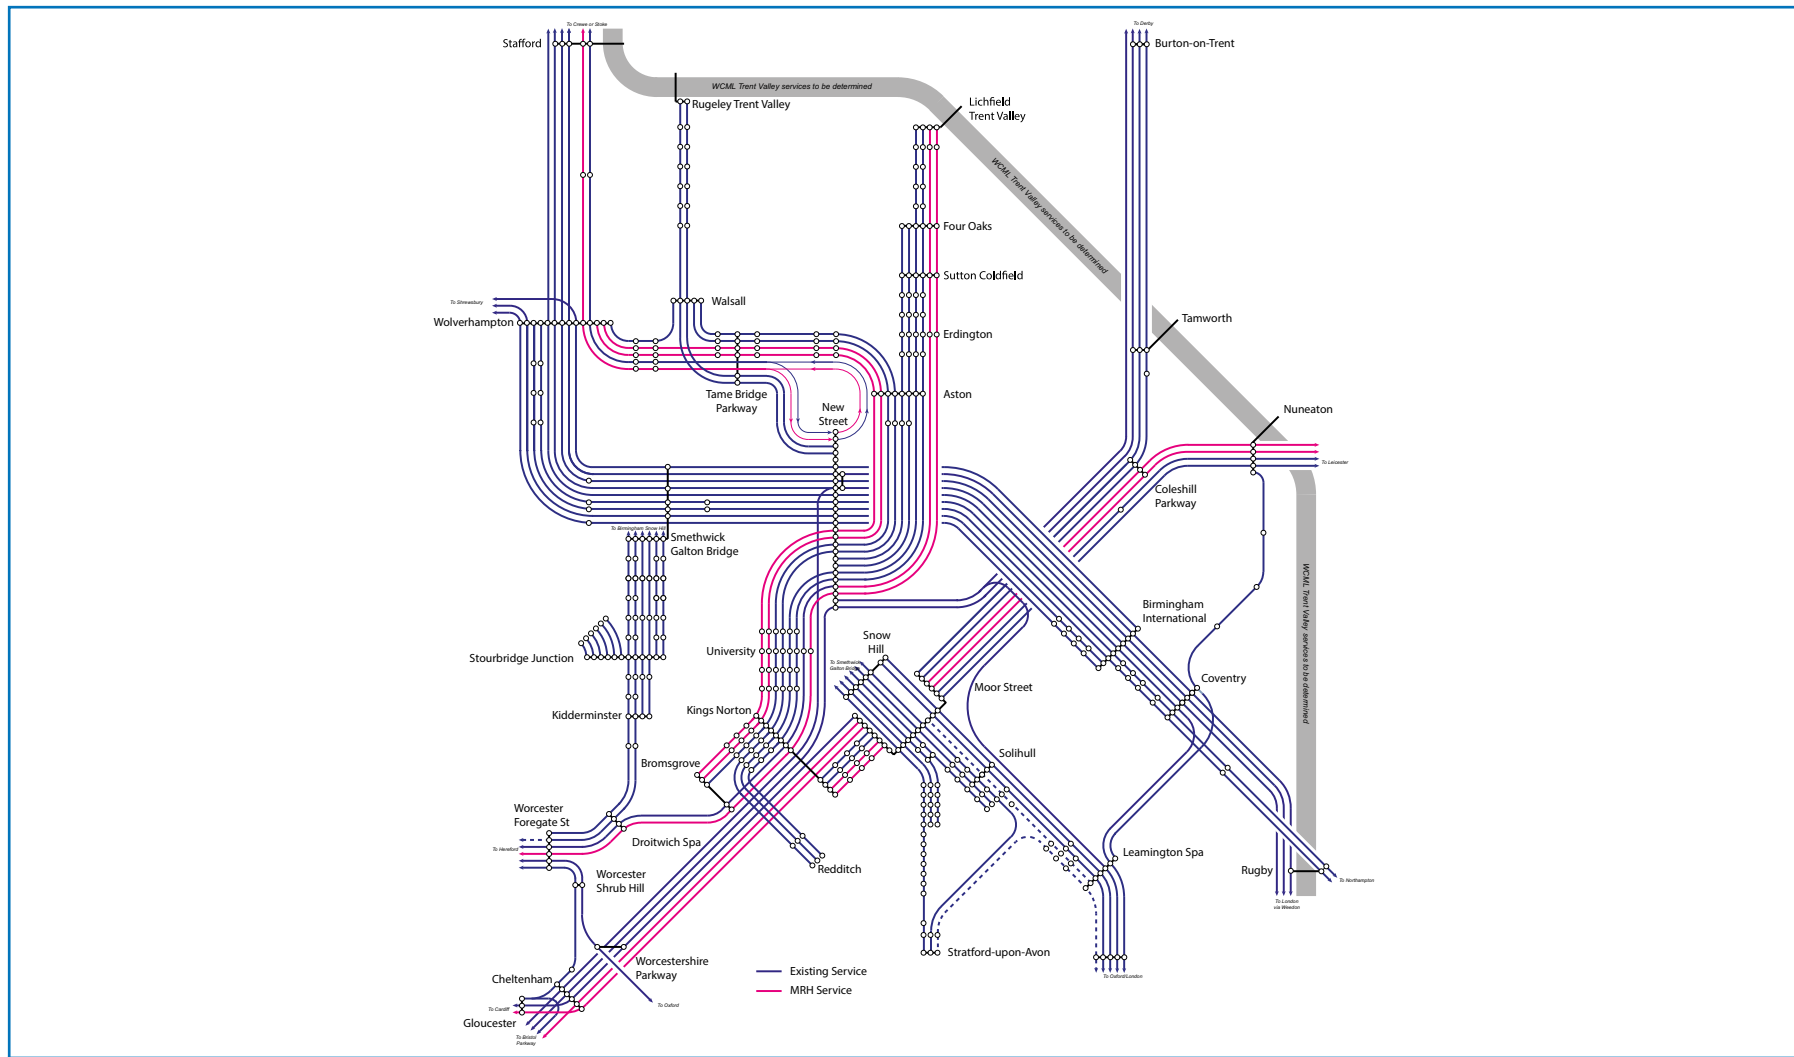 To Crewe or Stoke
Stafford
To Derby
Burton-on-Trent
WCML Trent Valley services to be determined
Rugeley Trent Valley
Lichfield
Trent Valley
WCML Trent Valley services to be determined
Four Oaks
Sutton Coldfield
To Shrewsbury
Walsall
Wolverhampton
Tamworth
Erdington
Tame Bridge
Parkway
Aston
New
Street
Nuneaton
To Leicester
Coleshill
Parkway
To Birmingham Snow Hill
Smethwick
Galton Bridge
WCML Trent Valley services to be determined
Birmingham
International
Snow
Hill
University
Stourbridge Junction
To Smethwick
Galton Bridge
Moor Street
Coventry
Kidderminster
Kings Norton
Solihull
Bromsgrove
Worcester
Foregate St
To Hereford
Droitwich Spa
Redditch
Leamington Spa
Rugby
To Northampton
Worcester
Shrub Hill
To London
via Weedon
Stratford-upon-Avon
Worcestershire
Parkway
Existing Service
MRH Service
To Oxford/London
Cheltenham
To Oxford
To Cardiff
Gloucester
To Bristol
Parkway